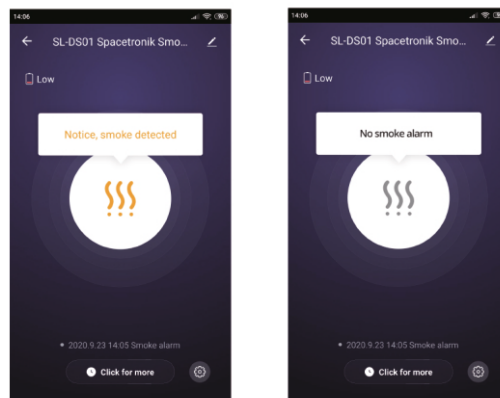 14:06
96
SL-DS01 Spacetronik Smo...
Low
Notice, smoke detected
2020.9.23 14:05 Smoke alarm
Click for more
14:06
SL-DS01 Spacetronik Smo...
Low
No smoke alarm
2020.9.23 14:05 Smoke alarm
Click for more